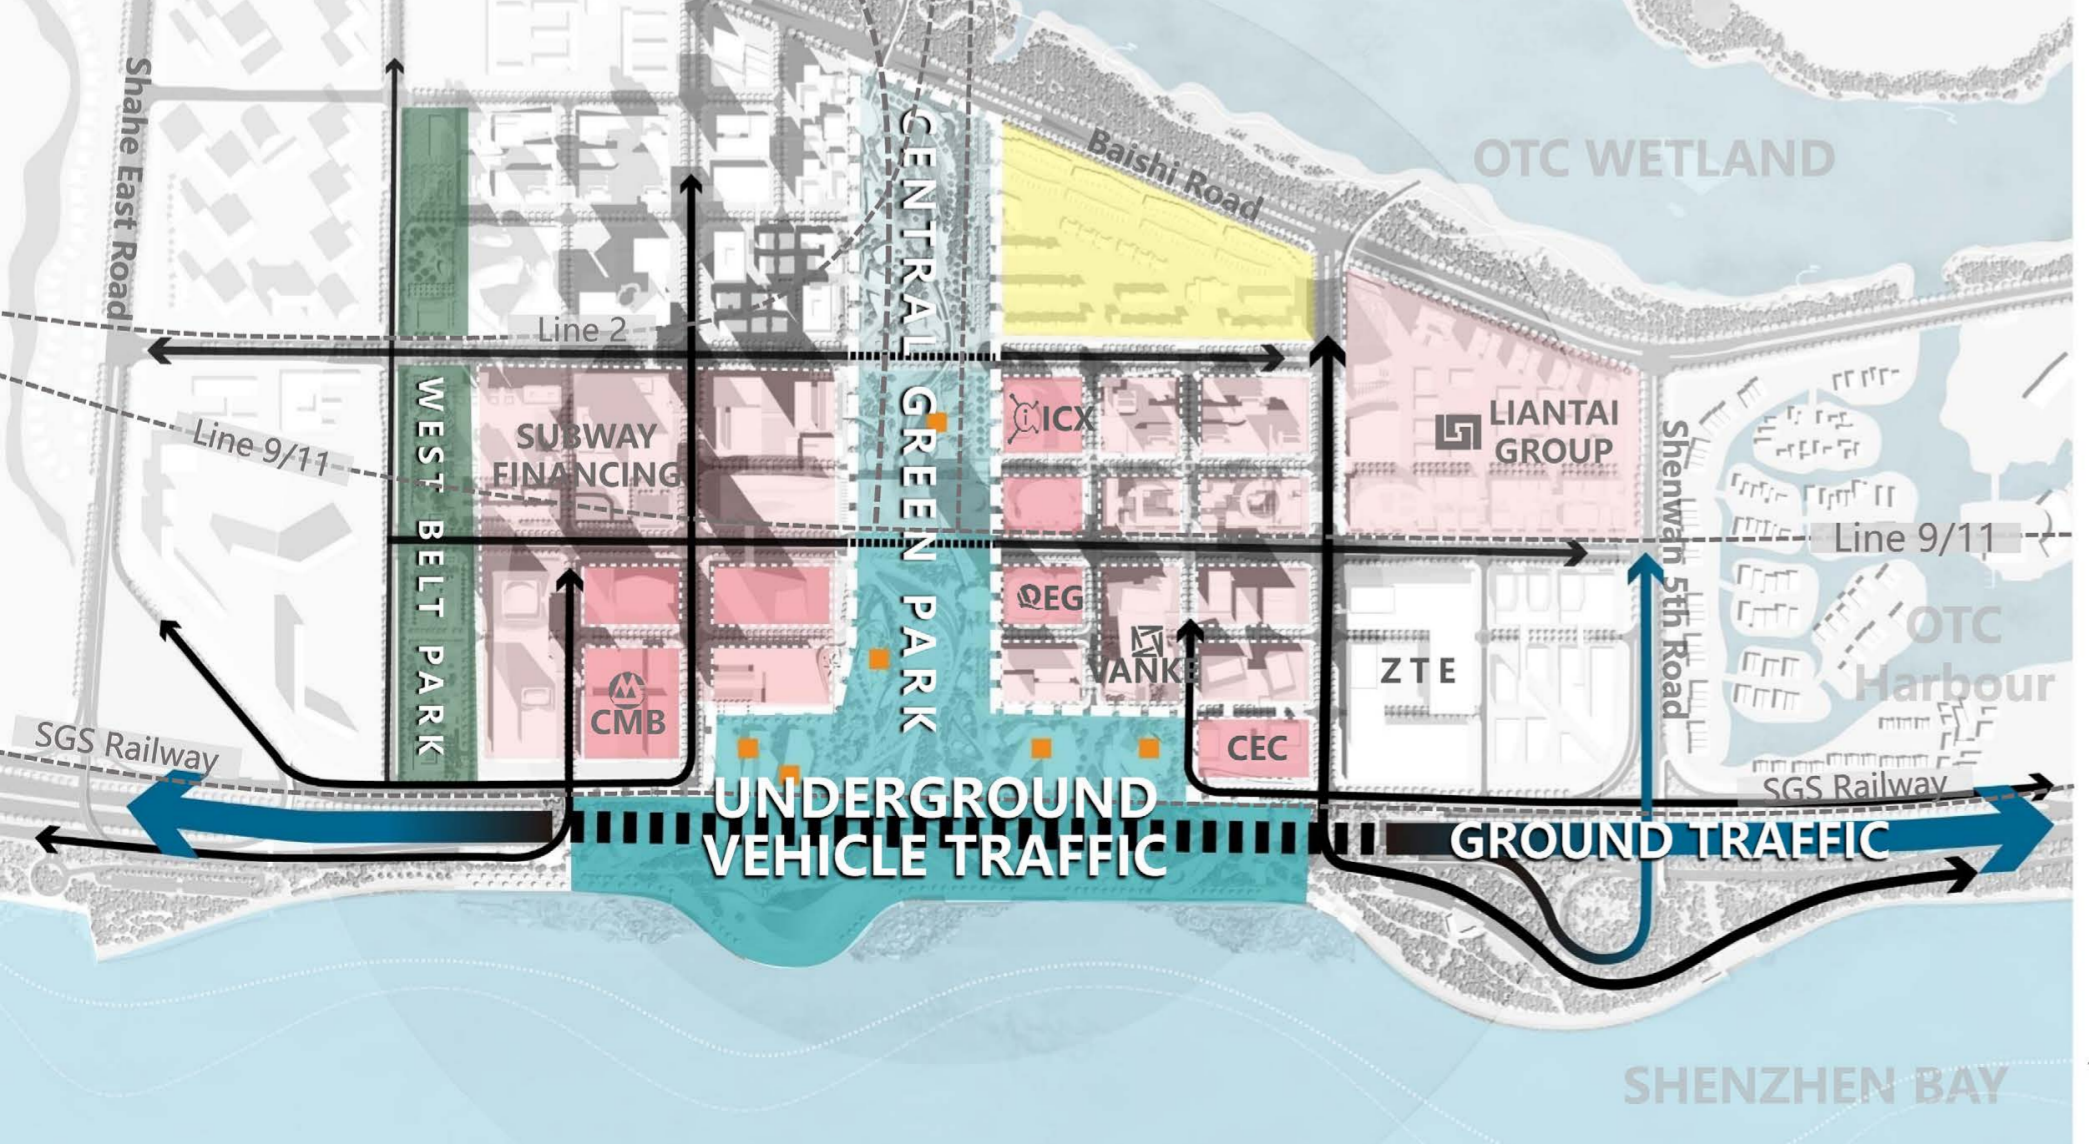 Shahe East Road
CENTRAL GREEN PARK
Baishi Road
OTC WETLAND
Line 2
WEST BELT PARK
Line 9/11
SUBWAY
FINANCING
ICX
LIANTAI
GROUP
Shenwan 5th Road
Line 9/11
OEG
VANKE
ZTE
OTC
Harbour
CMB
CEC
SGS Railway
SGS Railway
UNDERGROUND
VEHICLE TRAFFIC
GROUND TRAFFIC
SHENZHEN BAY